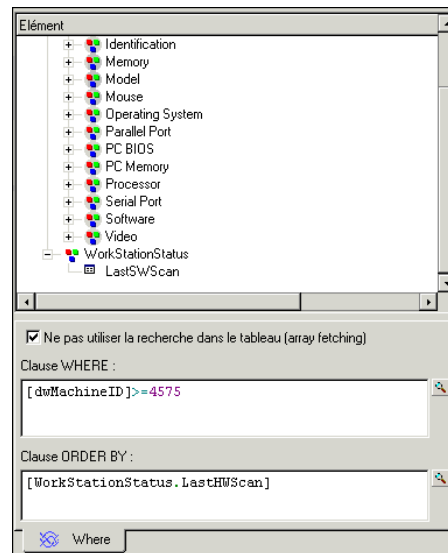 Elément
Identification
Memory
Model
Mouse
Operating System
Parallel Port
PC BIOS
PC Memory
Processor
Serial Port
Software
Video
WorkStationStatus
LastSWScan
Ne pas utiliser la recherche dans le tableau (array fetching)
Clause WHERE :
[dwMachineID]>=4575
Clause ORDER BY :
[WorkStationStatus.LastHWScan]
Where